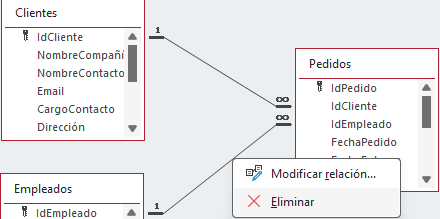 Clientes
IdCliente
NombreCompañí
NombreContacto
Email
CargoContacto
Dirección
1
∞
∞
Pedidos
IdPedido
IdCliente
IdEmpleado
FechaPedido
Modificar relación...
Eliminar
Empleados
IdEmpleado
1